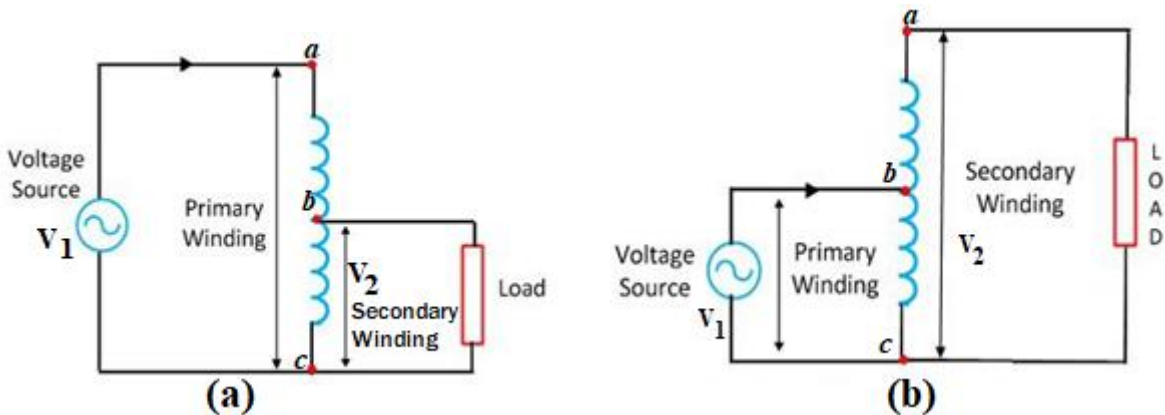 a
Voltage
Source
V1
Primary
Winding
b
V2
Secondary
Winding
Load
c
(a)
a
b
Secondary
Winding
V2
L
O
A
D
Voltage
Source
V1
Primary
Winding
c
(b)